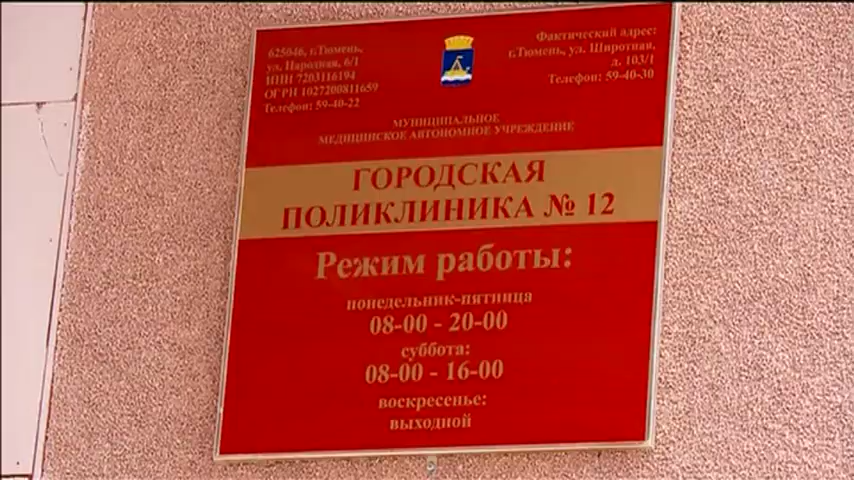 625046, г.Тюмень,
ул. Народная, 6/1
ИНН 7203116194
ОГРН 1027200811659
Телефон: 59-40-22
Фактический адрес:
г.Тюмень, ул. Широтная,
д. 103/1
Телефон: 59-40-30
МУНИЦИПАЛЬНОЕ
МЕДИЦИНСКОЕ АВТОНОМНОЕ УЧРЕЖДЕНИЕ
ГОРОДСКАЯ
ПОЛИКЛИНИКА № 12
Режим работы:
понедельник-пятница
08-00 - 20-00
суббота:
08-00 - 16-00
воскресенье:
выходной